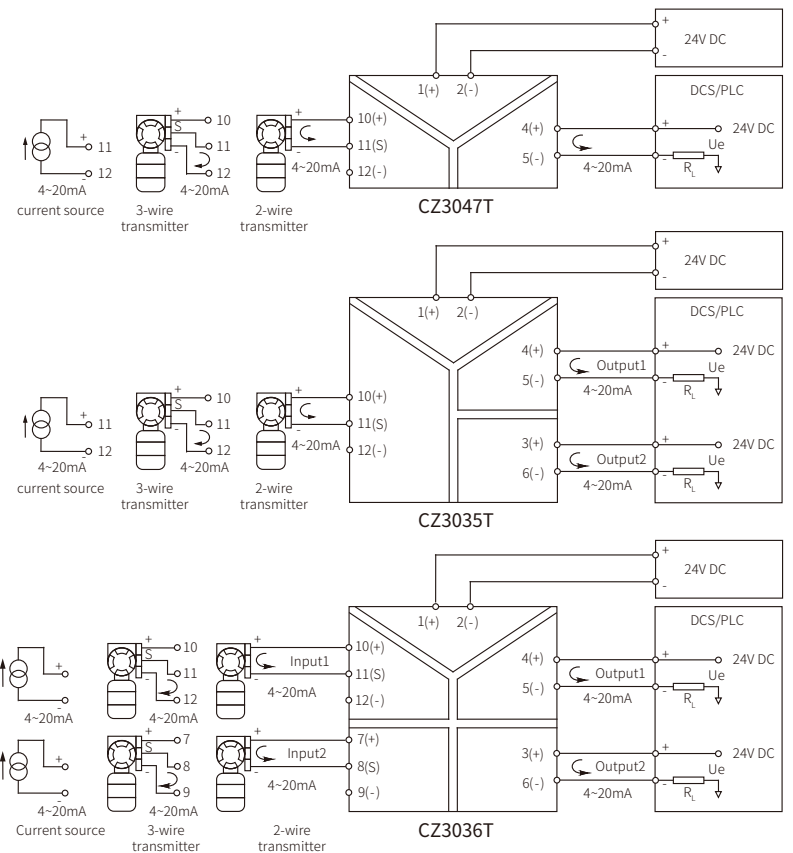 +
24V DC
-
1(+) 2(-)
DCS/PLC
+ S -
10
11
12
+
11
12
-
4~20mA
current source
4~20mA
3-wire
transmitter
+
-
4~20mA
2-wire
transmitter
10(+)
11(S)
12(-)
4(+)
5(-)
4~20mA
+ 24V DC
Ue
- RL
CZ3047T
+
24V DC
-
1(+) 2(-)
DCS/PLC
+
11
12
-
4~20mA
current source
+ S -
10
11
12
4~20mA
3-wire
transmitter
+
-
4~20mA
2-wire
transmitter
10(+)
11(S)
12(-)
4(+)
5(-)
Output1
4~20mA
+ 24V DC
Ue
- RL
3(+)
6(-)
Output2
4~20mA
+ 24V DC
Ue
- RL
CZ3035T
+
24V DC
-
1(+) 2(-)
DCS/PLC
+
-
4~20mA
+ S -
10
11
12
4~20mA
+
-
Input1
4~20mA
10(+)
11(S)
12(-)
4(+)
5(-)
Output1
4~20mA
+ 24V DC
Ue
- RL
+
-
4~20mA
Current source
+ S -
7
8
9
4~20mA
3-wire
transmitter
+
-
Input2
4~20mA
2-wire
transmitter
7(+)
8(S)
9(-)
3(+)
6(-)
Output2
4~20mA
+ 24V DC
Ue
- RL
CZ3036T